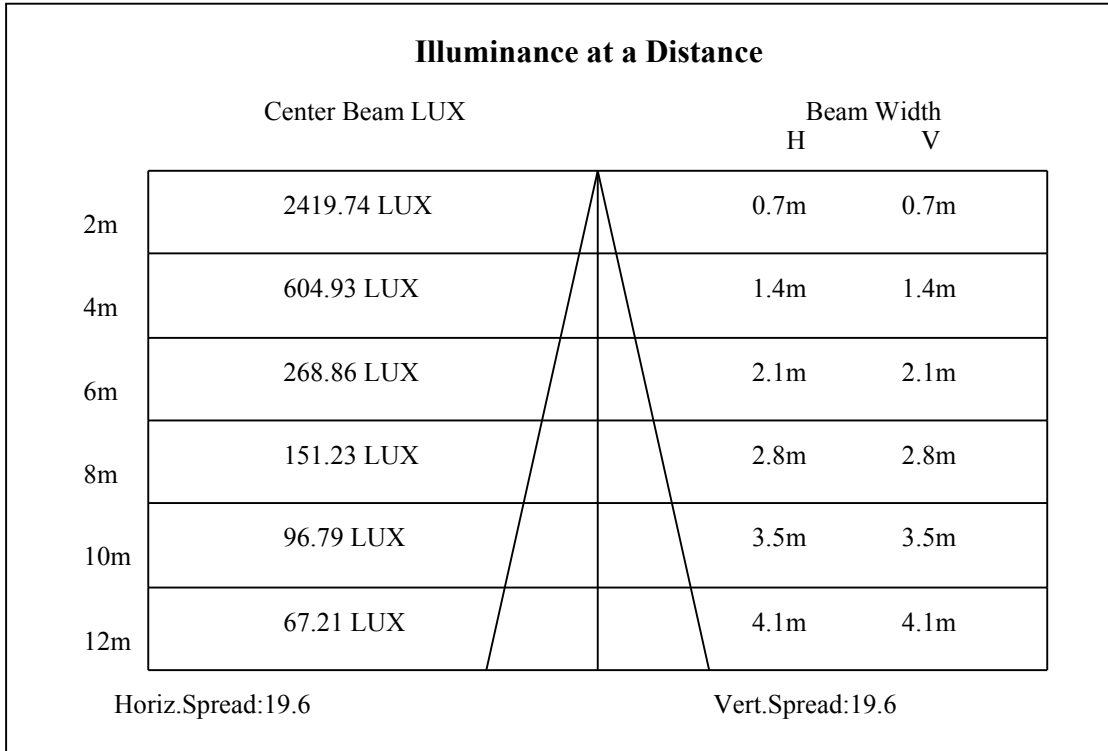 Illuminance at a Distance
Center Beam LUX Beam Width
H V
2m 2419.74 LUX 0.7m 0.7m
4m 604.93 LUX 1.4m 1.4m
6m 268.86 LUX 2.1m 2.1m
8m 151.23 LUX 2.8m 2.8m
10m 96.79 LUX 3.5m 3.5m
12m 67.21 LUX 4.1m 4.1m
Horiz.Spread:19.6 Vert.Spread:19.6